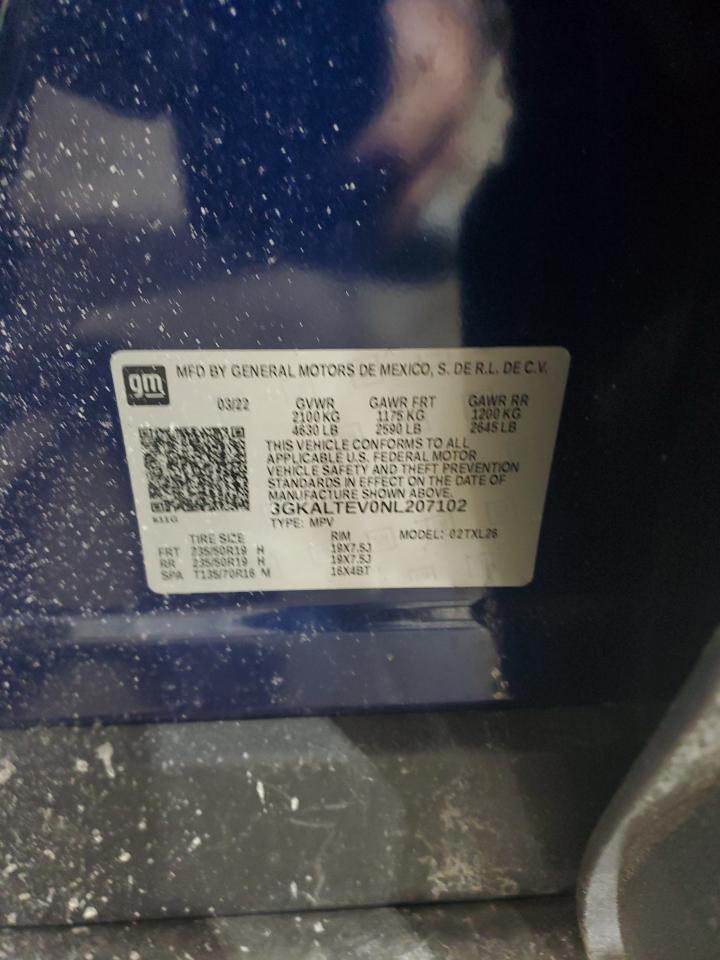 gm
MFD BY GENERAL MOTORS DE MEXICO, S. DE R.L. DE C.V.
03/22 GVWR GAWR FRT GAWR RR
2100 KG 1175 KG 1200 KG
4630 LB 2590 LB 2645 LB
THIS VEHICLE CONFORMS TO ALL
APPLICABLE U.S. FEDERAL MOTOR
VEHICLE SAFETY AND THEFT PREVENTION
STANDARDS IN EFFECT ON THE DATE OF
MANUFACTURE SHOWN ABOVE.
3GKALTEV0NL207102
TYPE: MPV
TIRE SIZE RIM MODEL: 02TXL26
FRT 235/50R19 H 19X7.5J
RR 235/50R19 H 19X7.5J
SPA T135/70R16 M 16X4BT